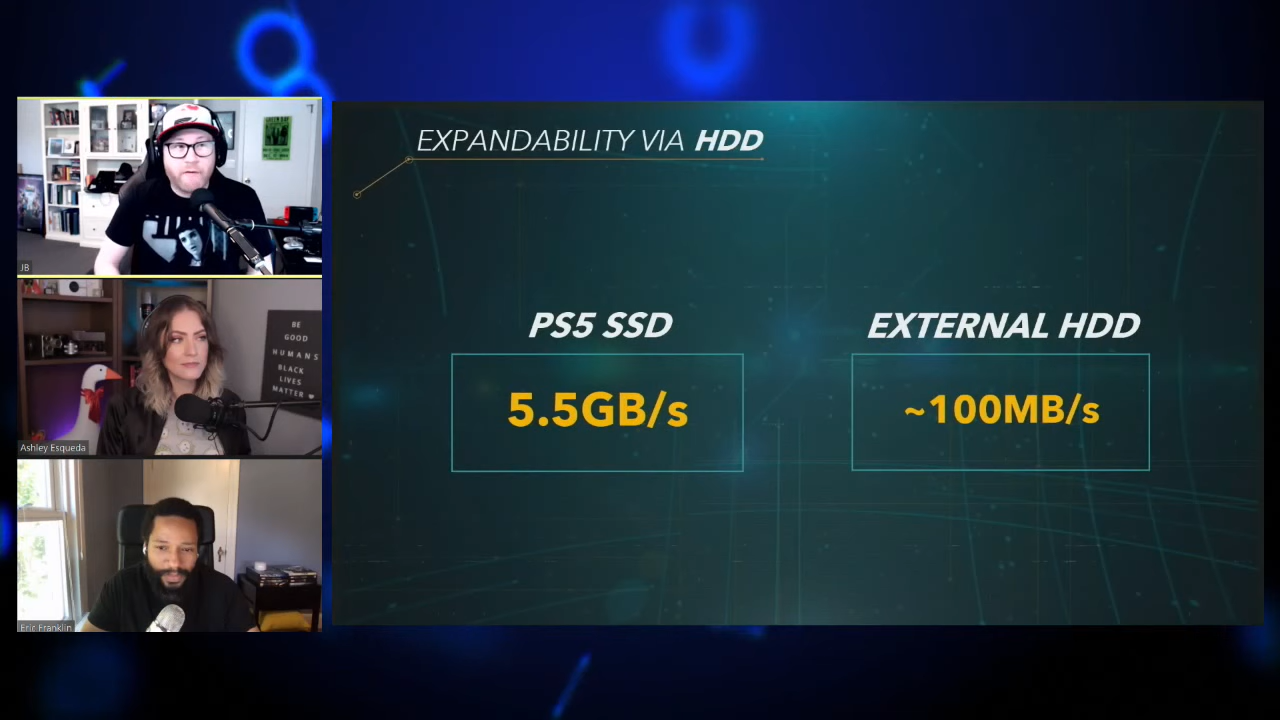 EXPANDABILITY VIA HDD
PS5 SSD
5.5GB/s
EXTERNAL HDD
~100MB/s
JB
BE
GOOD
HUMANS
BLACK
LIVES
MATTER
Ashley Esqueda
Eric Franklin